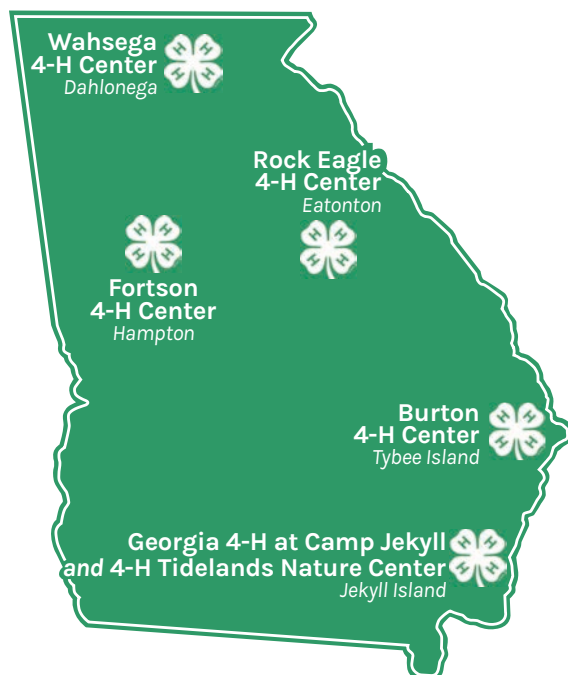 Wahsega
4-H Center
Dahlonega
Rock Eagle
4-H Center
Eatonton
Fortson
4-H Center
Hampton
Burton
4-H Center
Tybee Island
Georgia 4-H at Camp Jekyll
and 4-H Tidelands Nature Center
Jekyll Island
H H H H
H H H H
H H H H
H H H H
H H H H